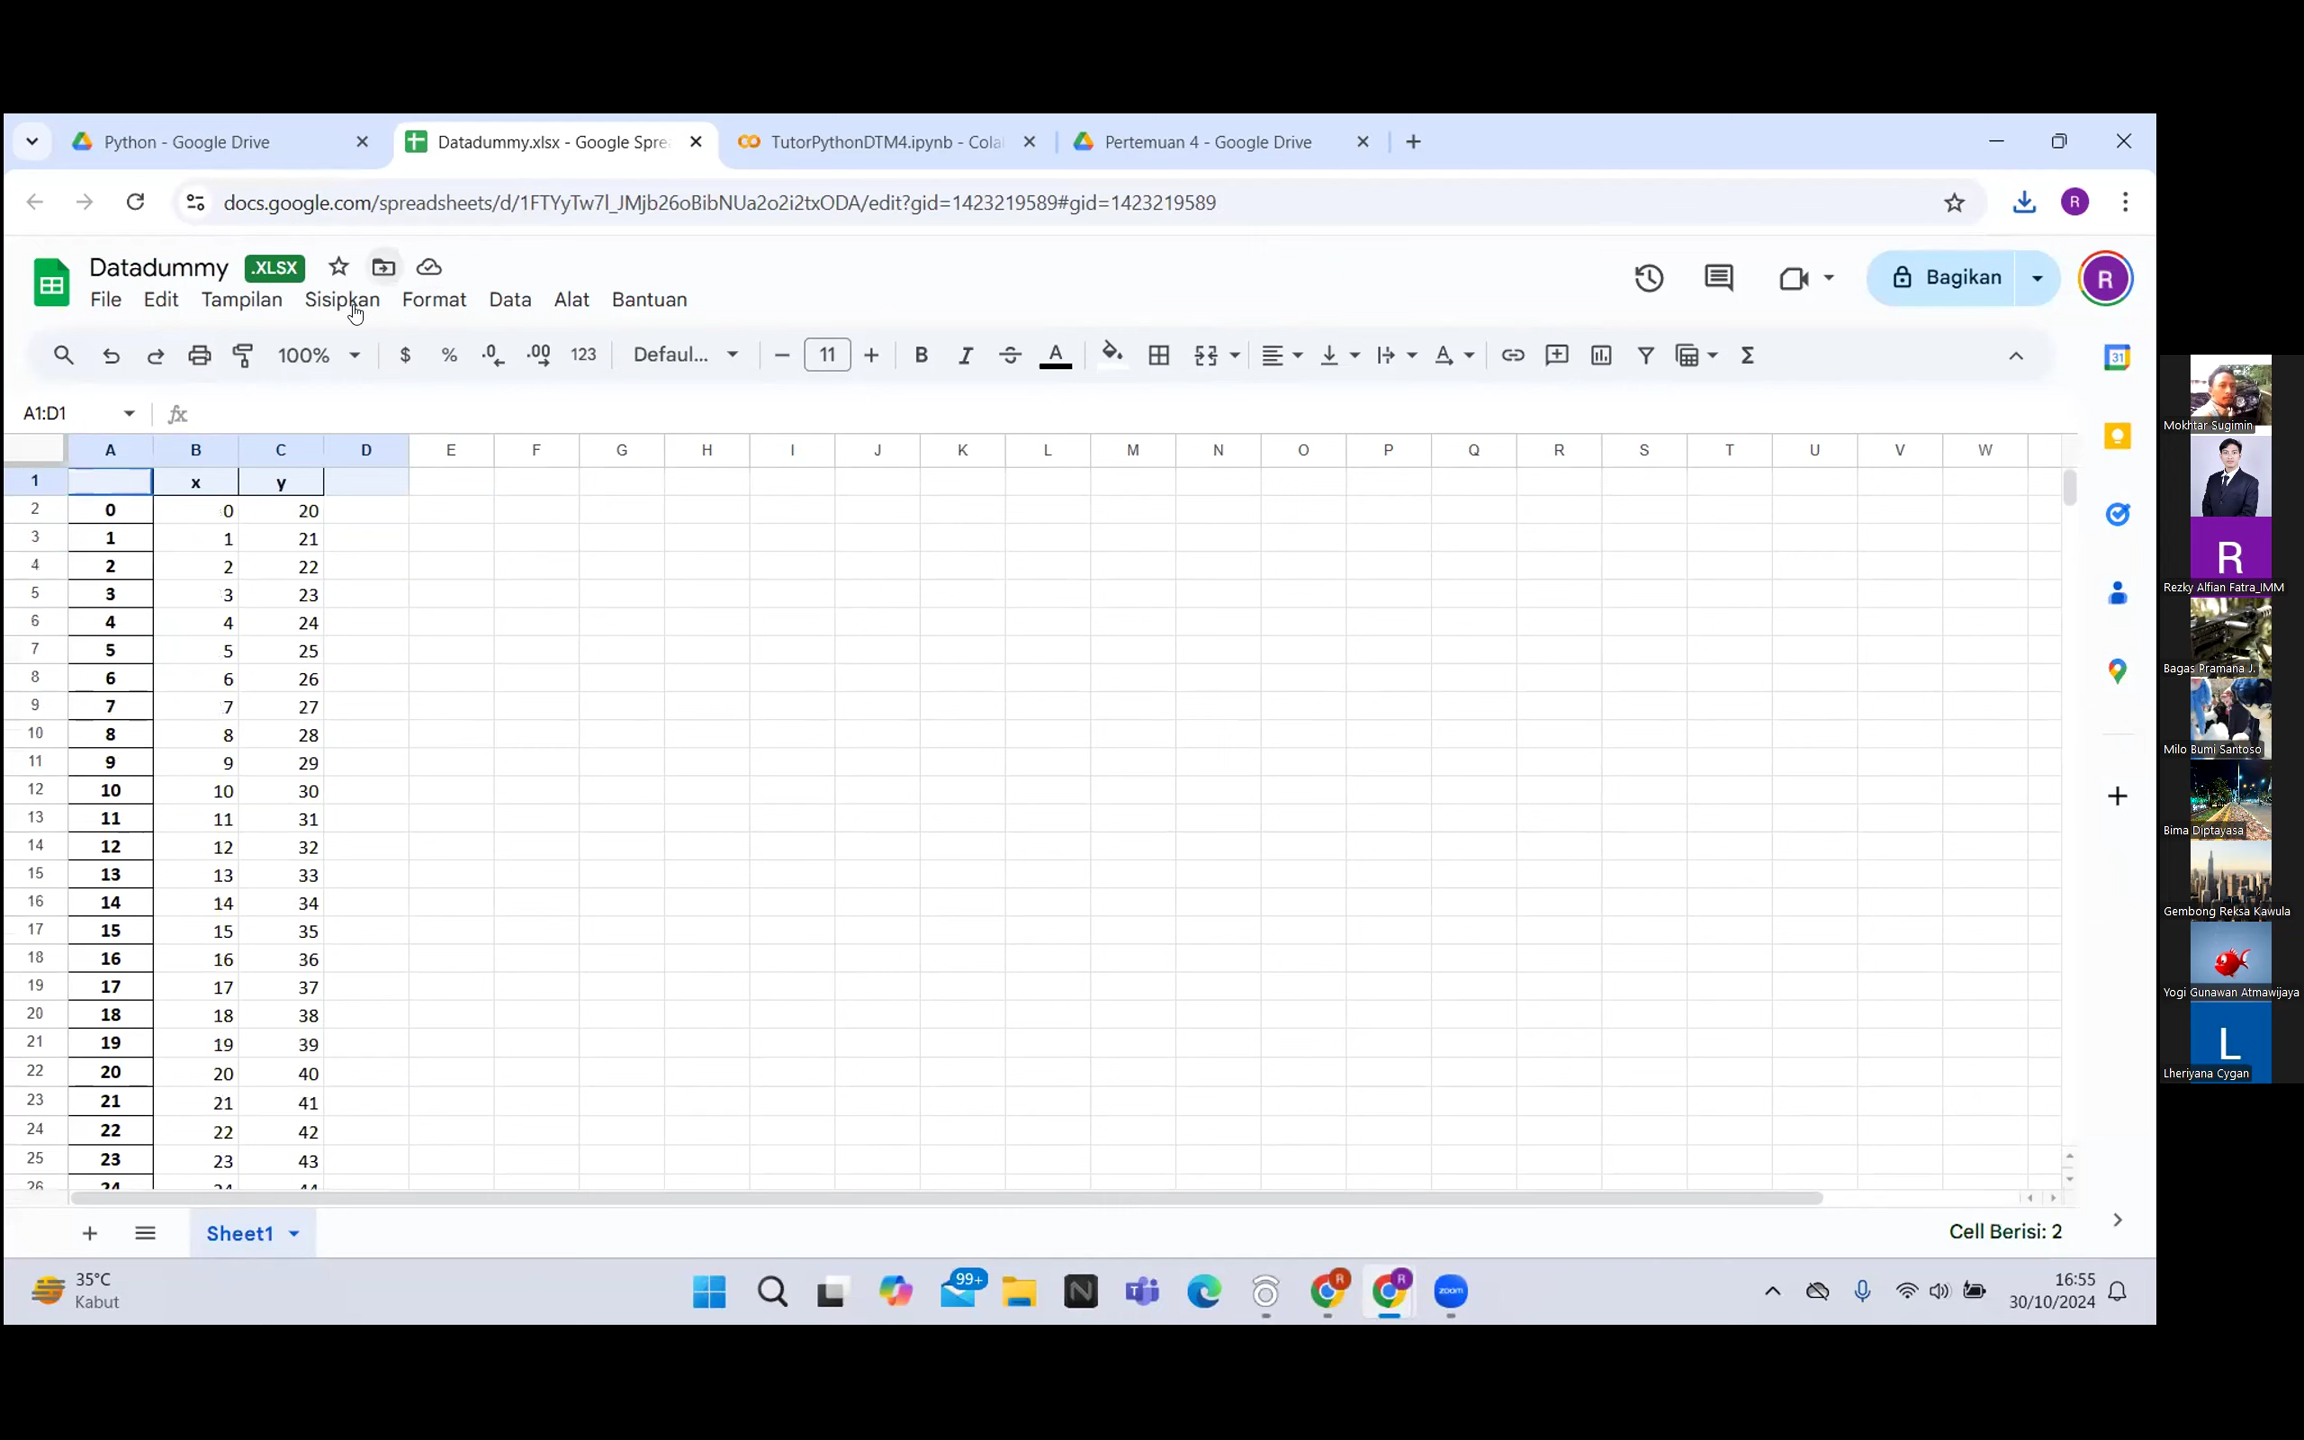 Python - Google Drive
Datadummy.xlsx - Google Spre
TutorPythonDTM4.ipynb - Cola
Pertemuan 4 - Google Drive
docs.google.com/spreadsheets/d/1FTYyTw7l_JMjb26oBibNUa2o2i2txODA/edit?gid=1423219589#gid=1423219589
R
Datadummy .XLSX
Bagikan
R
File Edit Tampilan Sisipkan Format Data Alat Bantuan
100% $ % .0 .00 123 Defaul... 11 B I A A Σ
31
A1:D1 fx
A B C D E F G H I J K L M N O P Q R S T U V W
1 x y
2 0 0 20
3 1 1 21
4 2 2 22
5 3 3 23
6 4 4 24
7 5 5 25
8 6 6 26
9 7 7 27
10 8 8 28
11 9 9 29
12 10 10 30
13 11 11 31
14 12 12 32
15 13 13 33
16 14 14 34
17 15 15 35
18 16 16 36
19 17 17 37
20 18 18 38
21 19 19 39
22 20 20 40
23 21 21 41
24 22 22 42
25 23 23 43
26 24 24 44
Sheet1
Cell Berisi: 2
35°C
Kabut
99+
N
T
R
R
zoom
16:55
30/10/2024
Mokhtar Sugimin
R
Rezky Alfian Fatra_IMM
Bagas Pramana J.
Milo Bumi Santoso
Bima Diptayasa
Gembong Reksa Kawula
Yogi Gunawan Atmawijaya
L
Lheriyana Cygan